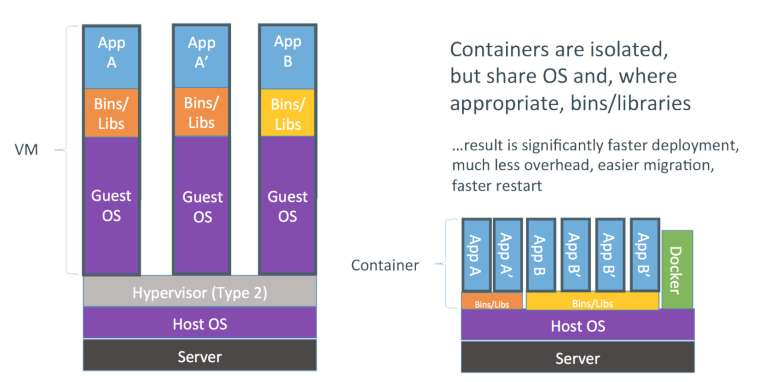 App
A
App
A’
App
B
Bins/
Libs
Bins/
Libs
Bins/
Libs
VM
Guest
OS
Guest
OS
Guest
OS
Hypervisor (Type 2)
Host OS
Server
Containers are isolated,
but share OS and, where
appropriate, bins/libraries
...result is significantly faster deployment,
much less overhead, easier migration,
faster restart
Container
App A
App A’
App B
App B’
App B’
App B’
Docker
Bins/Libs
Bins/Libs
Host OS
Server